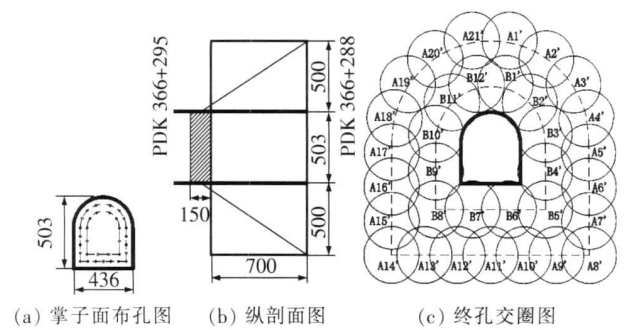 503
436
(a) 掌子面布孔图
PDK 366+295
PDK 366+288
500
503
500
150
700
(b) 纵剖面图
A21' A1'
A20' A2'
A19' B12' B1' A3'
B11' B2'
A18' A4'
B10' B3'
A17' A5'
B9' B4'
A16' A6'
A15' B8' B7' B6' B5' A7'
A14' A13' A12' A11' A10' A9' A8'
(c) 终孔交圈图